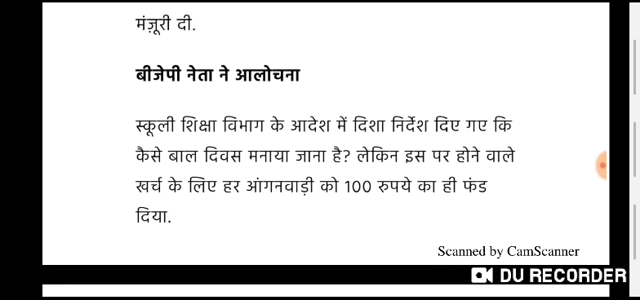 मंज़ूरी दी.
बीजेपी नेता ने आलोचना
स्कूली शिक्षा विभाग के आदेश में दिशा निर्देश दिए गए कि
कैसे बाल दिवस मनाया जाना है? लेकिन इस पर होने वाले
खर्च के लिए हर आंगनवाड़ी को 100 रुपये का ही फंड
दिया.
Scanned by CamScanner
DU RECORDER